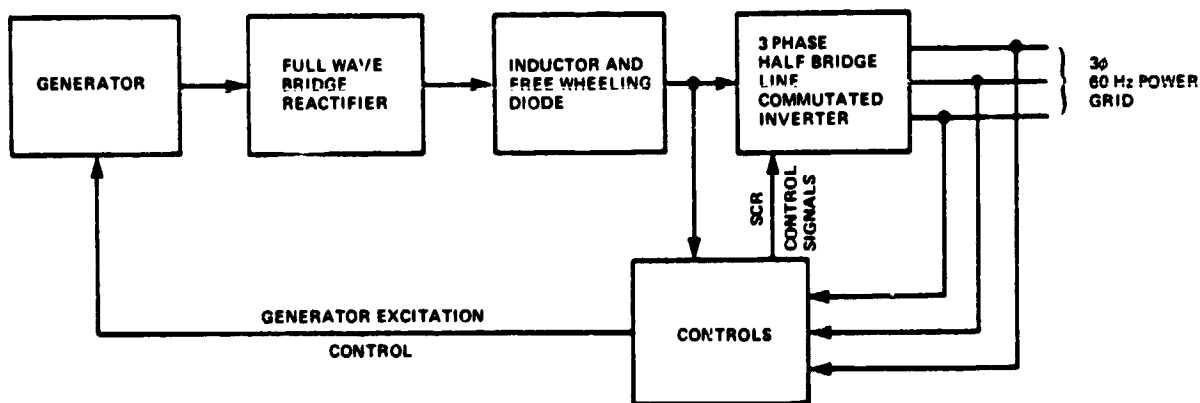 GENERATOR
FULL WAVE
BRIDGE
REACTIFIER
INDUCTOR AND
FREE WHEELING
DIODE
3 PHASE
HALF BRIDGE
LINE
COMMUTATED
INVERTER
3ϕ
60 Hz POWER
GRID
SCR
CONTROL
SIGNALS
GENERATOR EXCITATION
CONTROL
CONTROLS